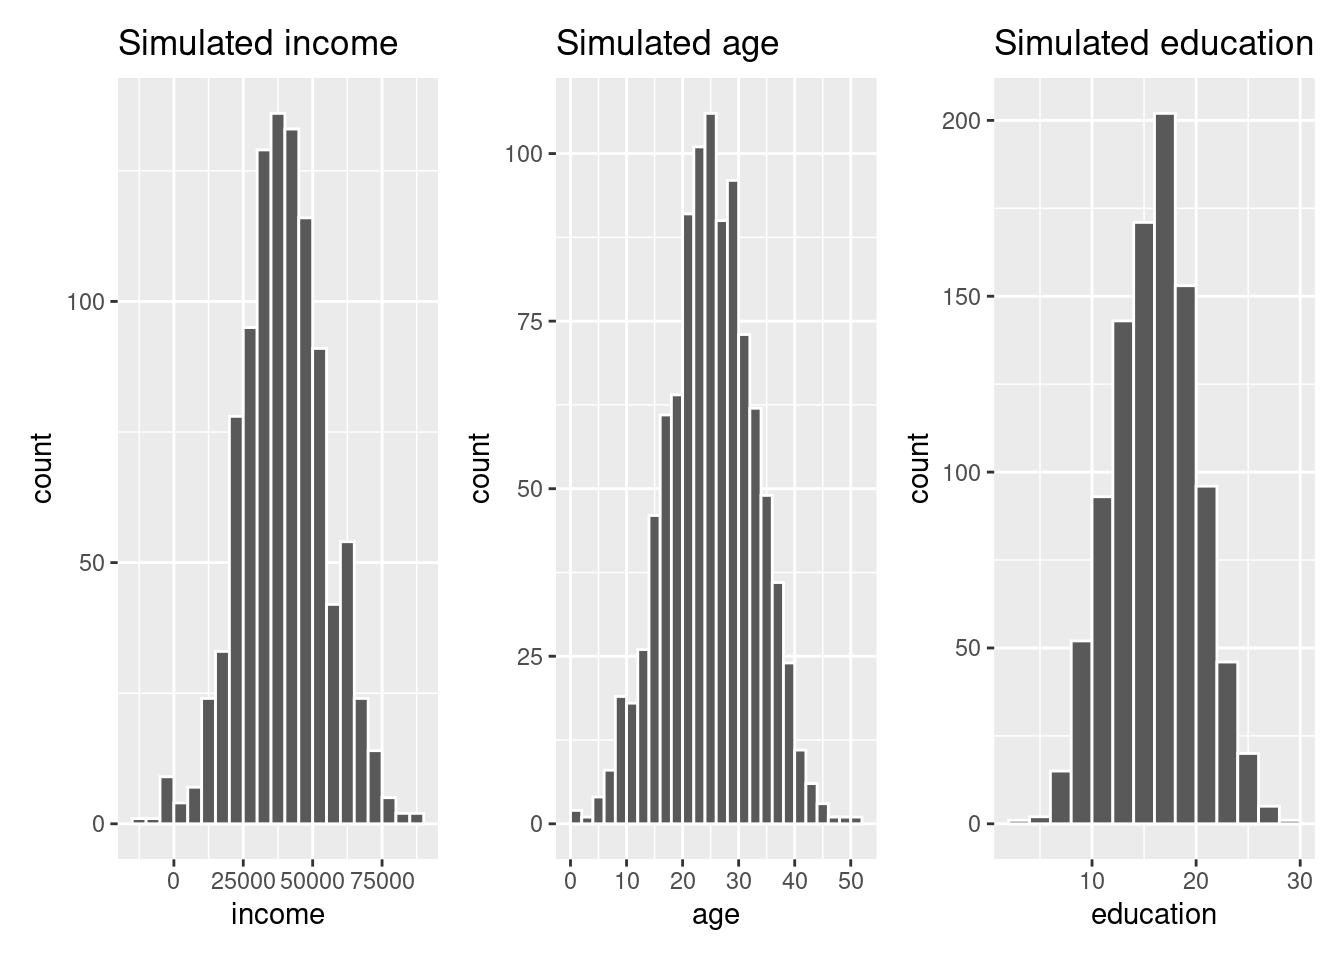 Simulated income
count
100
50
0
0 25000 50000 75000
income
Simulated age
count
100
75
50
25
0
0 10 20 30 40 50
age
Simulated education
count
200
150
100
50
0
10 20 30
education